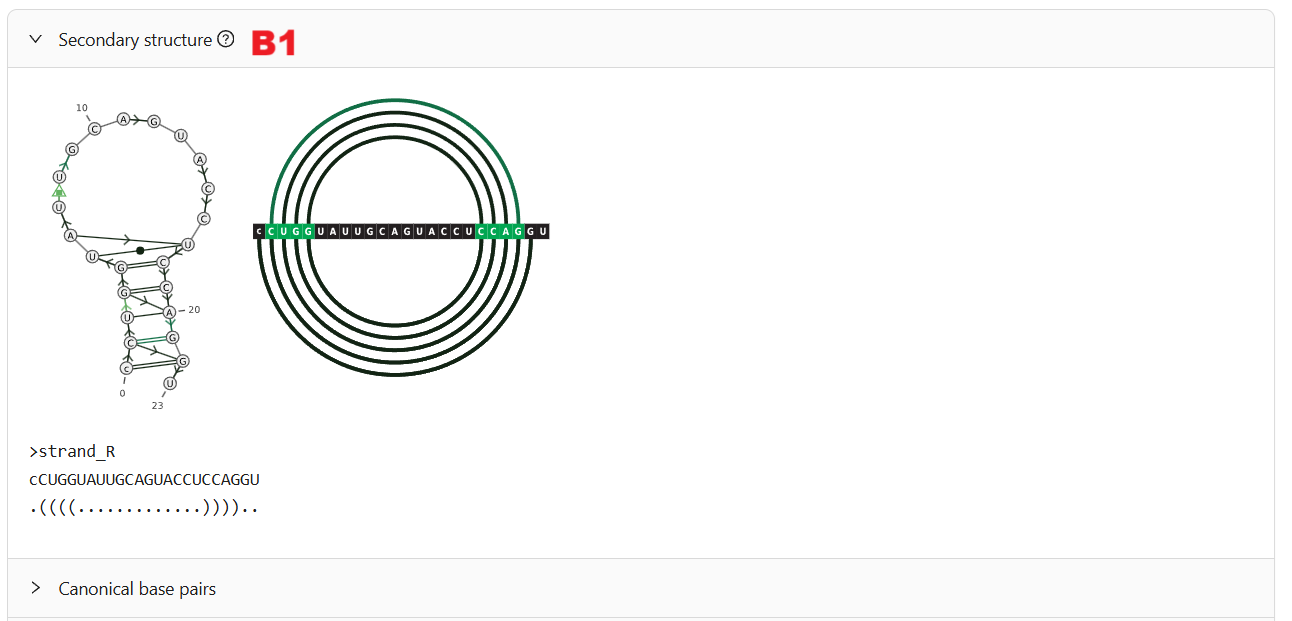 Secondary structure ? B1
10
A G
C U
G A
U C
U C
A U
U
G C
G C
U A 20
C G
c G
U
0
23
c C U G G U A U U G C A G U A C C U C C A G G U
>strand_R
cCUGGUAUUGCAGUACCUCCAGGU
.((((.............))))..
Canonical base pairs